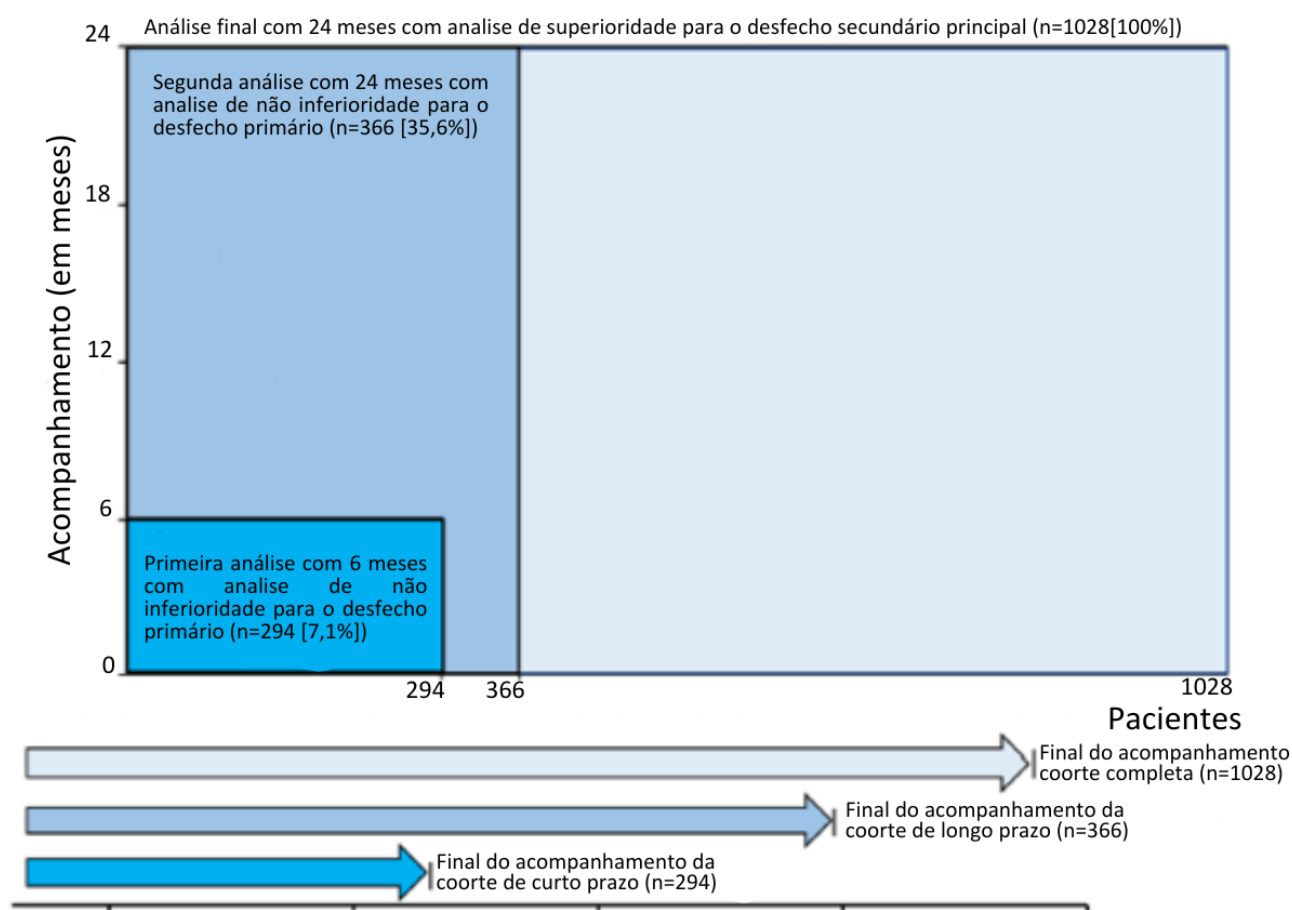 Análise final com 24 meses com analise de superioridade para o desfecho secundário principal (n=1028[100%])
24
Segunda análise com 24 meses com
analise de não inferioridade para o
desfecho primário (n=366 [35,6%])
18
12
Acompanhamento (em meses)
6
Primeira análise com 6 meses
com analise de não
inferioridade para o desfecho
primário (n=294 [7,1%])
0
294
366
1028
Pacientes
Final do acompanhamento
coorte completa (n=1028)
Final do acompanhamento da
coorte de longo prazo (n=366)
Final do acompanhamento da
coorte de curto prazo (n=294)